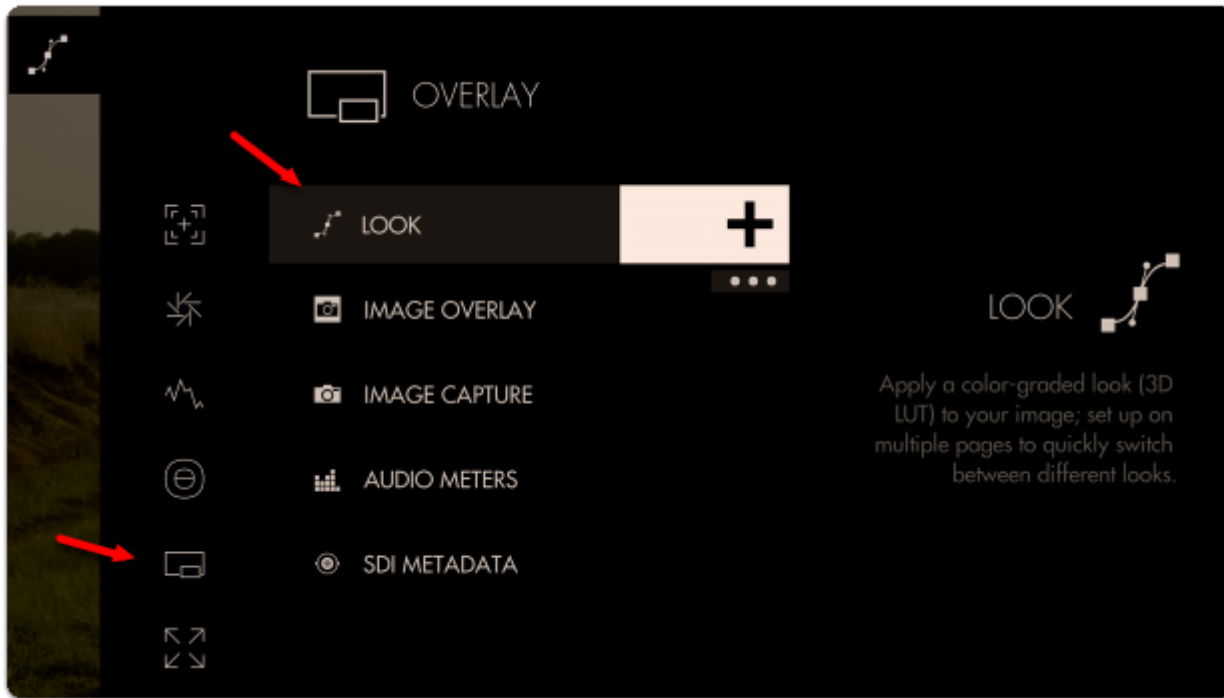 OVERLAY
LOOK
IMAGE OVERLAY
IMAGE CAPTURE
AUDIO METERS
SDI METADATA
LOOK
Apply a color-graded look (3D
LUT) to your image; set up on
multiple pages to quickly switch
between different looks.